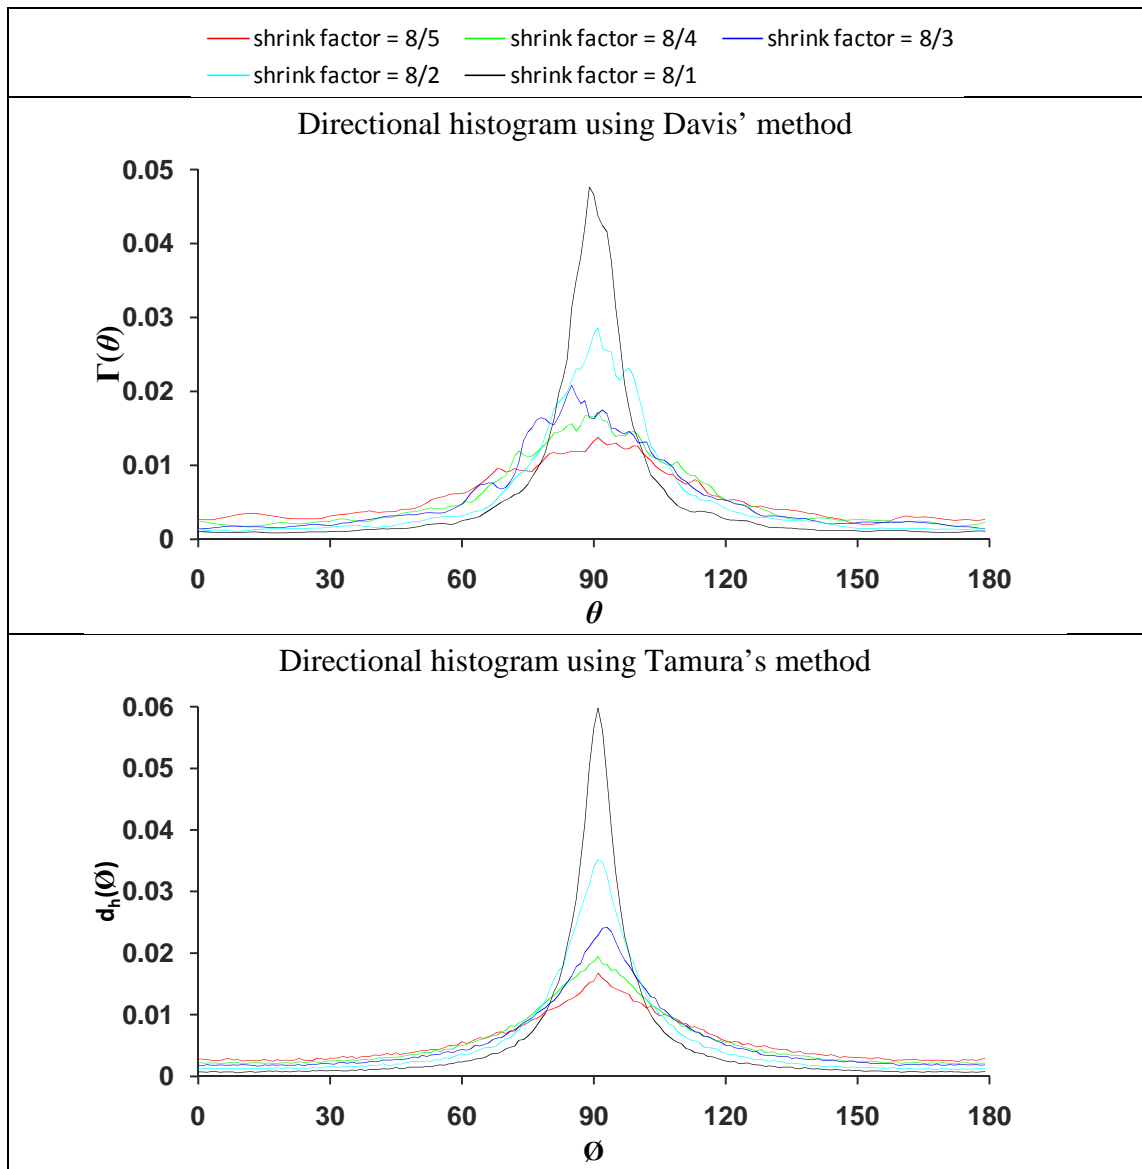 shrink factor = 8/5 shrink factor = 8/4 shrink factor = 8/3
shrink factor = 8/2 shrink factor = 8/1
Directional histogram using Davis’ method
0.05
0.04
0.03
0.02
0.01
0
Γ(θ)
0 30 60 90 120 150 180
θ
Directional histogram using Tamura’s method
0.06
0.05
0.04
0.03
0.02
0.01
0
dₕ(Ø)
0 30 60 90 120 150 180
Ø